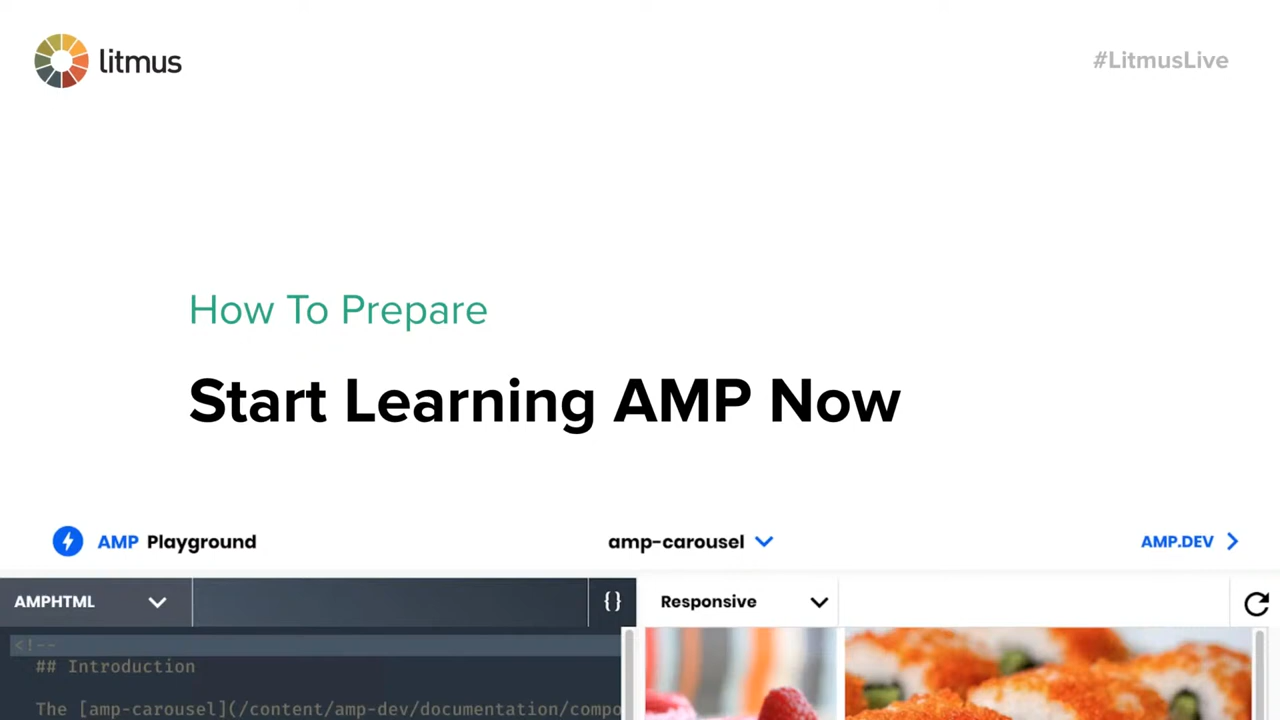 litmus
#LitmusLive
How To Prepare
Start Learning AMP Now
AMP Playground
amp-carousel
AMP.DEV
AMPHTML
{}
Responsive
<!--
## Introduction
The [amp-carousel](/content/amp-dev/documentation/compo